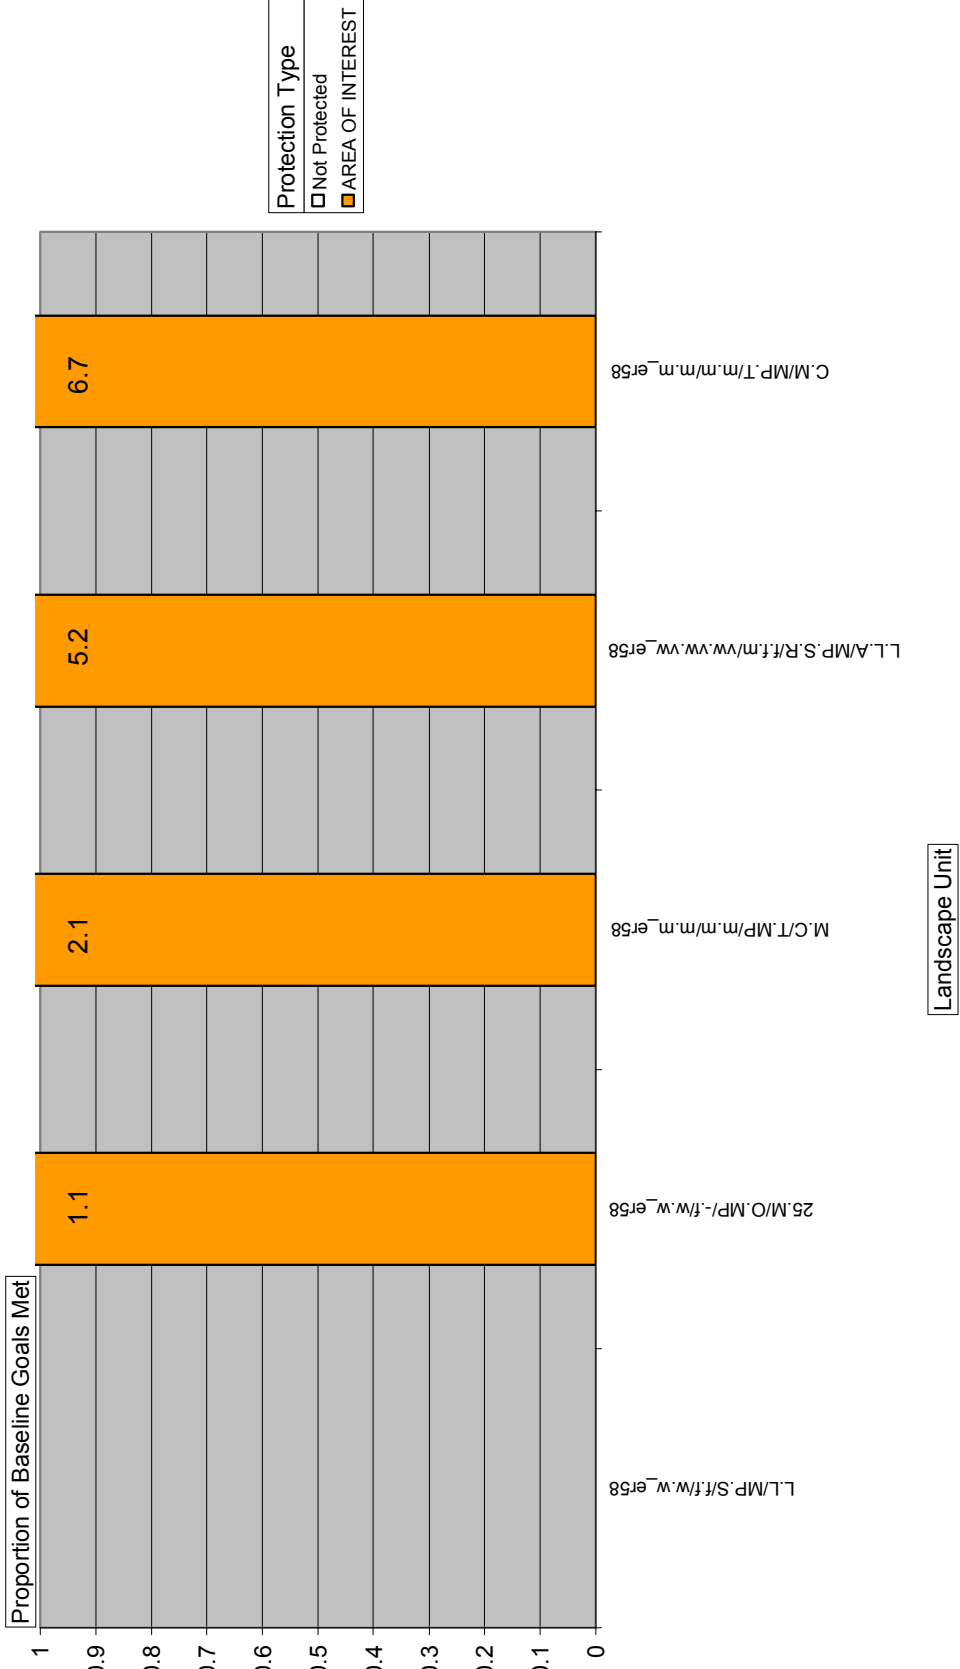 Proportion of Baseline Goals Met
1
0.9
0.8
0.7
0.6
0.5
0.4
0.3
0.2
0.1
0
1.1
2.1
5.2
6.7
L.L/MP.S/f.f/w.w_er58
25.M/O.MP/-.f/w.w_er58
M.C/T.MP/m.m/m.m_er58
L.L.A/MP.S.R/f.f.m/vw.vw.vw_er58
C.M/MP.T/m.m/m.m_er58
Landscape Unit
Protection Type
Not Protected
AREA OF INTEREST